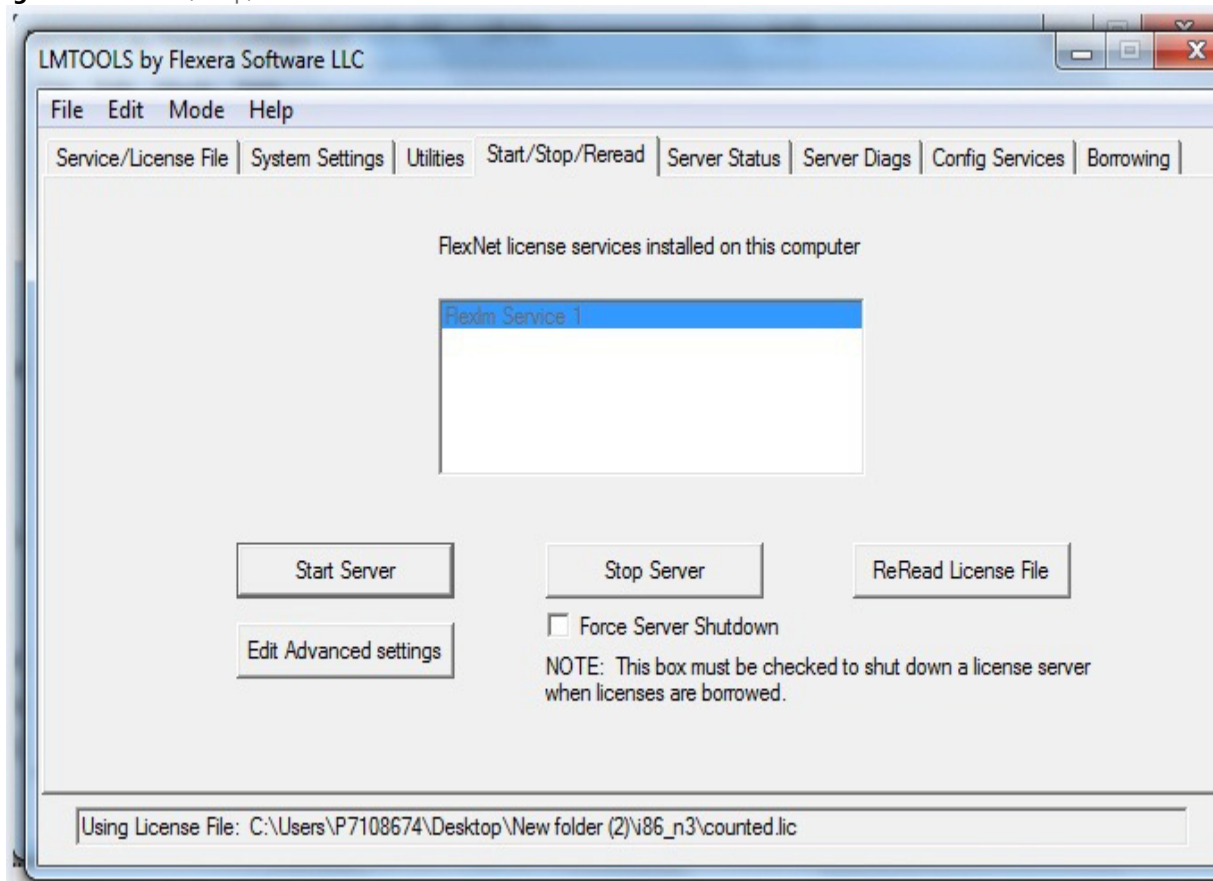 LMTOOLS by Flexera Software LLC
File Edit Mode Help
Service/License File System Settings Utilities Start/Stop/Reread Server Status Server Diags Config Services Borrowing
FlexNet license services installed on this computer
Flexlm Service 1
Start Server Stop Server ReRead License File
Edit Advanced settings
Force Server Shutdown
NOTE: This box must be checked to shut down a license server
when licenses are borrowed.
Using License File: C:\Users\P7108674\Desktop\New folder (2)\i86_n3\counted.lic